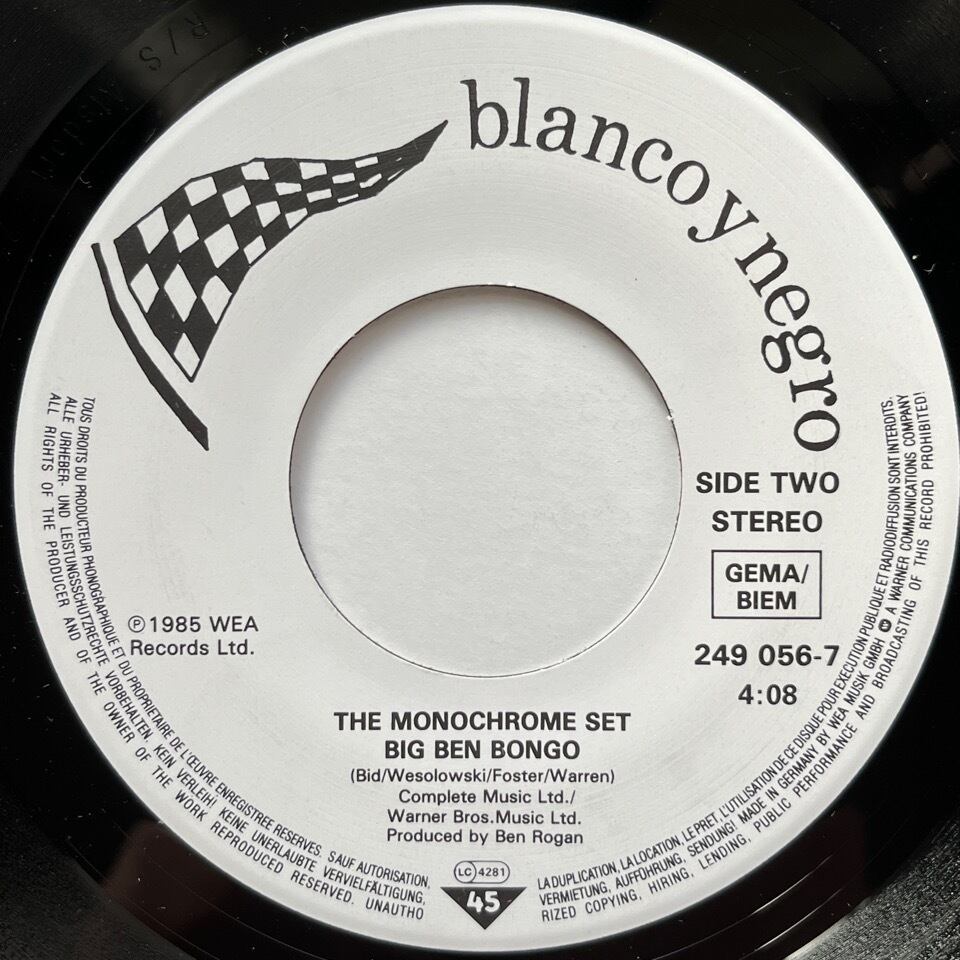 blanco y negro
SIDE TWO
STEREO
GEMA/
BIEM
249 056-7
4:08
℗ 1985 WEA
Records Ltd.
THE MONOCHROME SET
BIG BEN BONGO
(Bid/Wesolowski/Foster/Warren)
Complete Music Ltd./
Warner Bros.Music Ltd.
Produced by Ben Rogan
LC 4281
45
TOUS DROITS DU PRODUCTEUR PHONOGRAPHIQUE ET DU PROPRIETAIRE DE L'ŒUVRE ENREGISTREE RESERVES. SAUF AUTORISATION, LA DUPLICATION, LA LOCATION, LE PRET, L'UTILISATION DE CE DISQUE POUR EXECUTION PUBLIQUE ET RADIODIFFUSION SONT INTERDITS.
ALLE URHEBER- UND LEISTUNGSSCHUTZRECHTE VORBEHALTEN. KEIN VERLEIH! KEINE UNERLAUBTE VERVIELFÄLTIGUNG, VERMIETUNG, AUFFÜHRUNG, SENDUNG! MADE IN GERMANY BY WEA MUSIK GMBH A WARNER COMMUNICATIONS COMPANY
ALL RIGHTS OF THE PRODUCER AND OF THE OWNER OF THE WORK REPRODUCED RESERVED. UNAUTHORIZED COPYING, HIRING, LENDING, PUBLIC PERFORMANCE AND BROADCASTING OF THIS RECORD PROHIBITED!